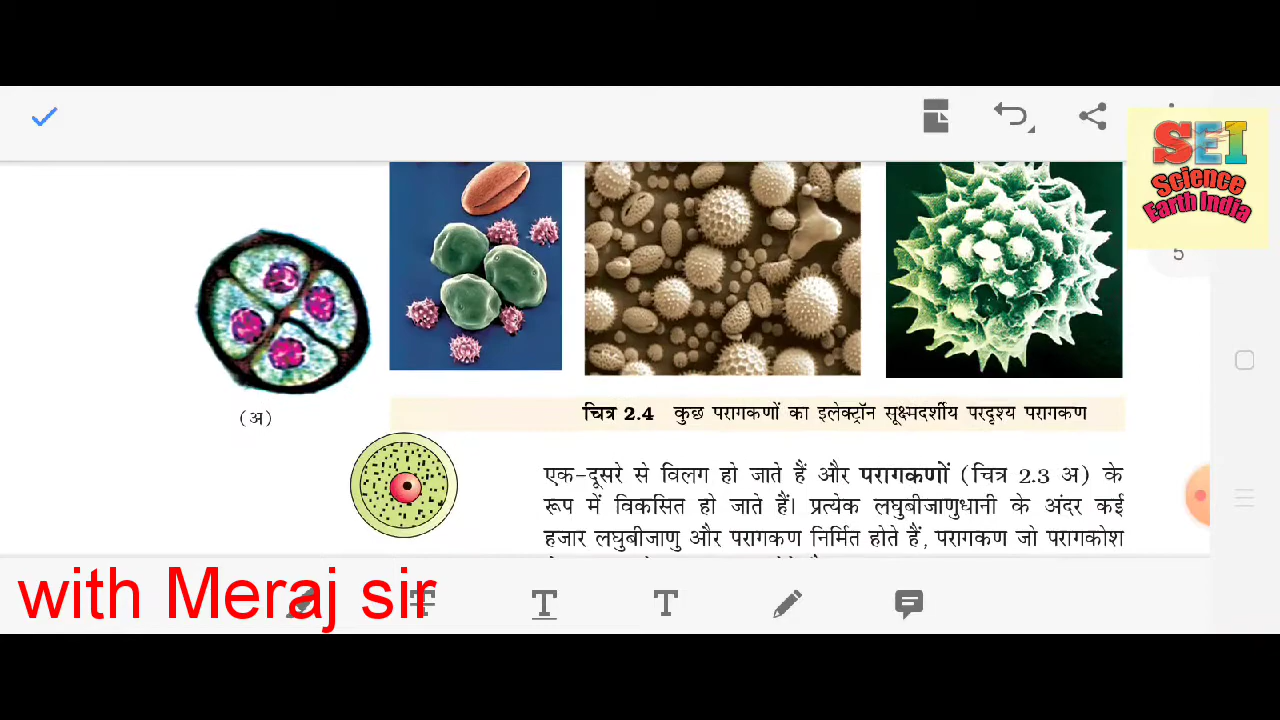 SEI
Science
Earth India
5
(अ)
चित्र 2.4 कुछ परागकणों का इलेक्ट्रॉन सूक्ष्मदर्शीय परदृश्य परागकण
एक-दूसरे से विलग हो जाते हैं और परागकणों (चित्र 2.3 अ) के
रूप में विकसित हो जाते हैं। प्रत्येक लघुबीजाणुधानी के अंदर कई
हजार लघुबीजाणु और परागकण निर्मित होते हैं, परागकण जो परागकोश
with Meraj sir
T
T
T